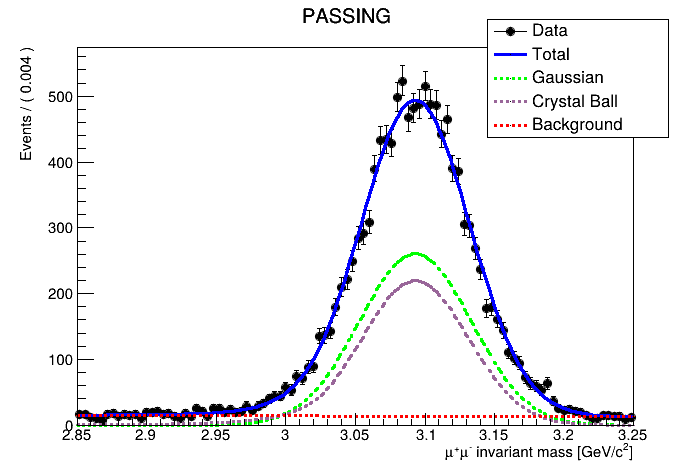 PASSING
Data
Total
Gaussian
Crystal Ball
Background
Events / ( 0.004 )
500
400
300
200
100
0
2.85 2.9 2.95 3 3.05 3.1 3.15 3.2 3.25
μ⁺μ⁻ invariant mass [GeV/c²]